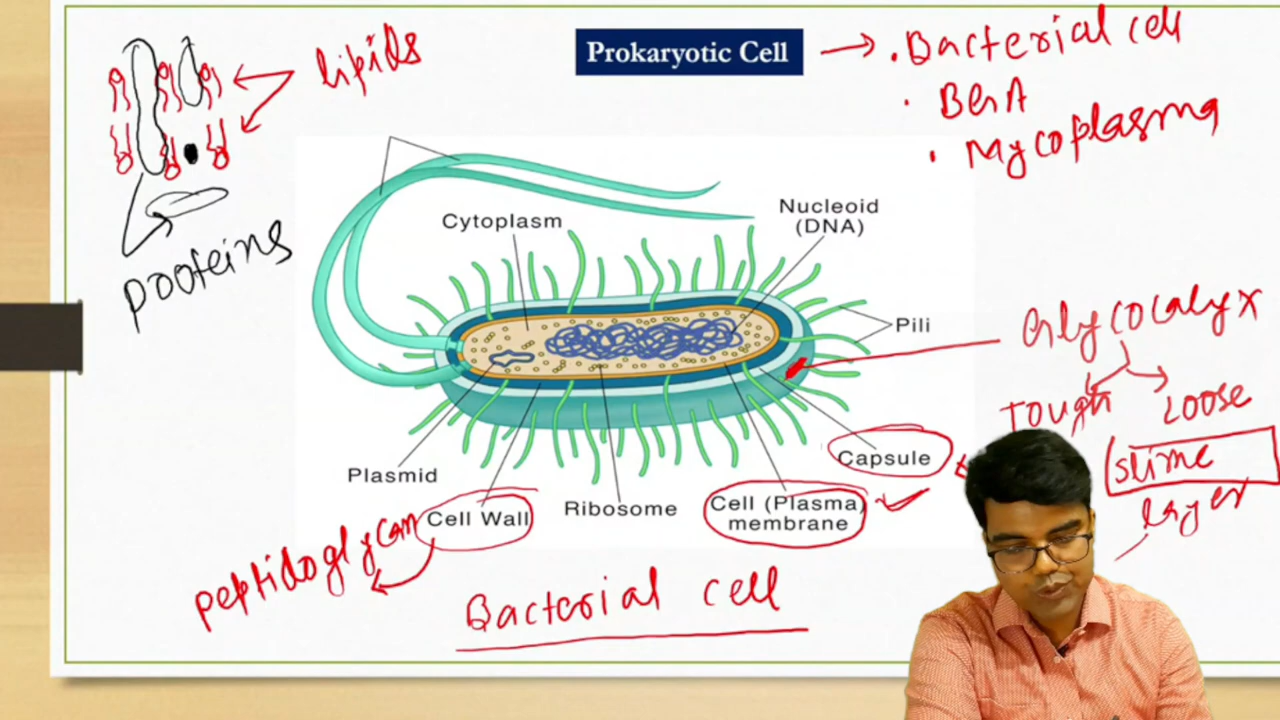 lipids
Prokaryotic Cell
Bacterial cell
BGA
Mycoplasma
proteins
Cytoplasm
Nucleoid
(DNA)
Pili
Glycocalyx
Tough
Loose
slime
layer
Capsule
Plasmid
Cell Wall
Ribosome
Cell (Plasma)
membrane
peptidoglycan
Bacterial cell